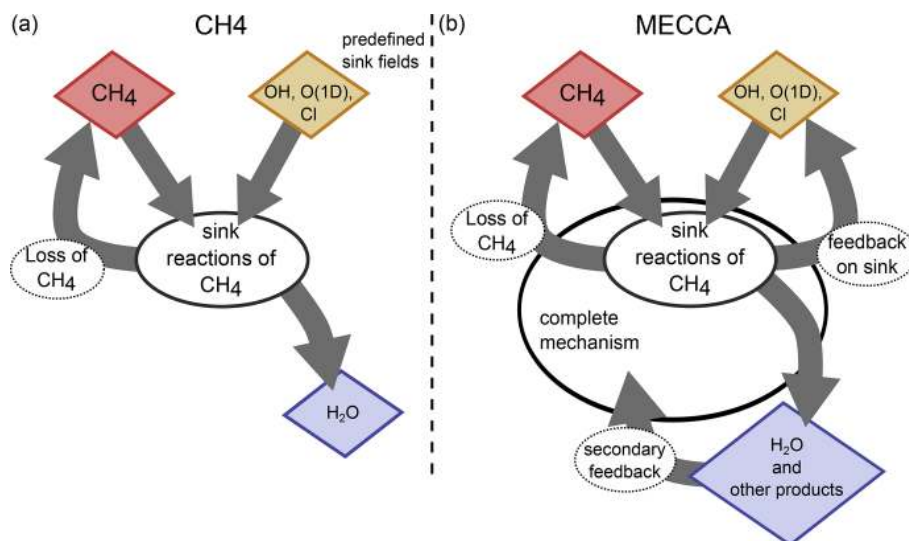 (a)
CH4
predefined
sink fields
CH4
OH, O(1D),
Cl
Loss of
CH4
sink
reactions of
CH4
H₂O
(b)
MECCA
CH4
OH, O(1D),
Cl
Loss of
CH4
sink
reactions of
CH4
feedback
on sink
complete
mechanism
secondary
feedback
H₂O
and
other products